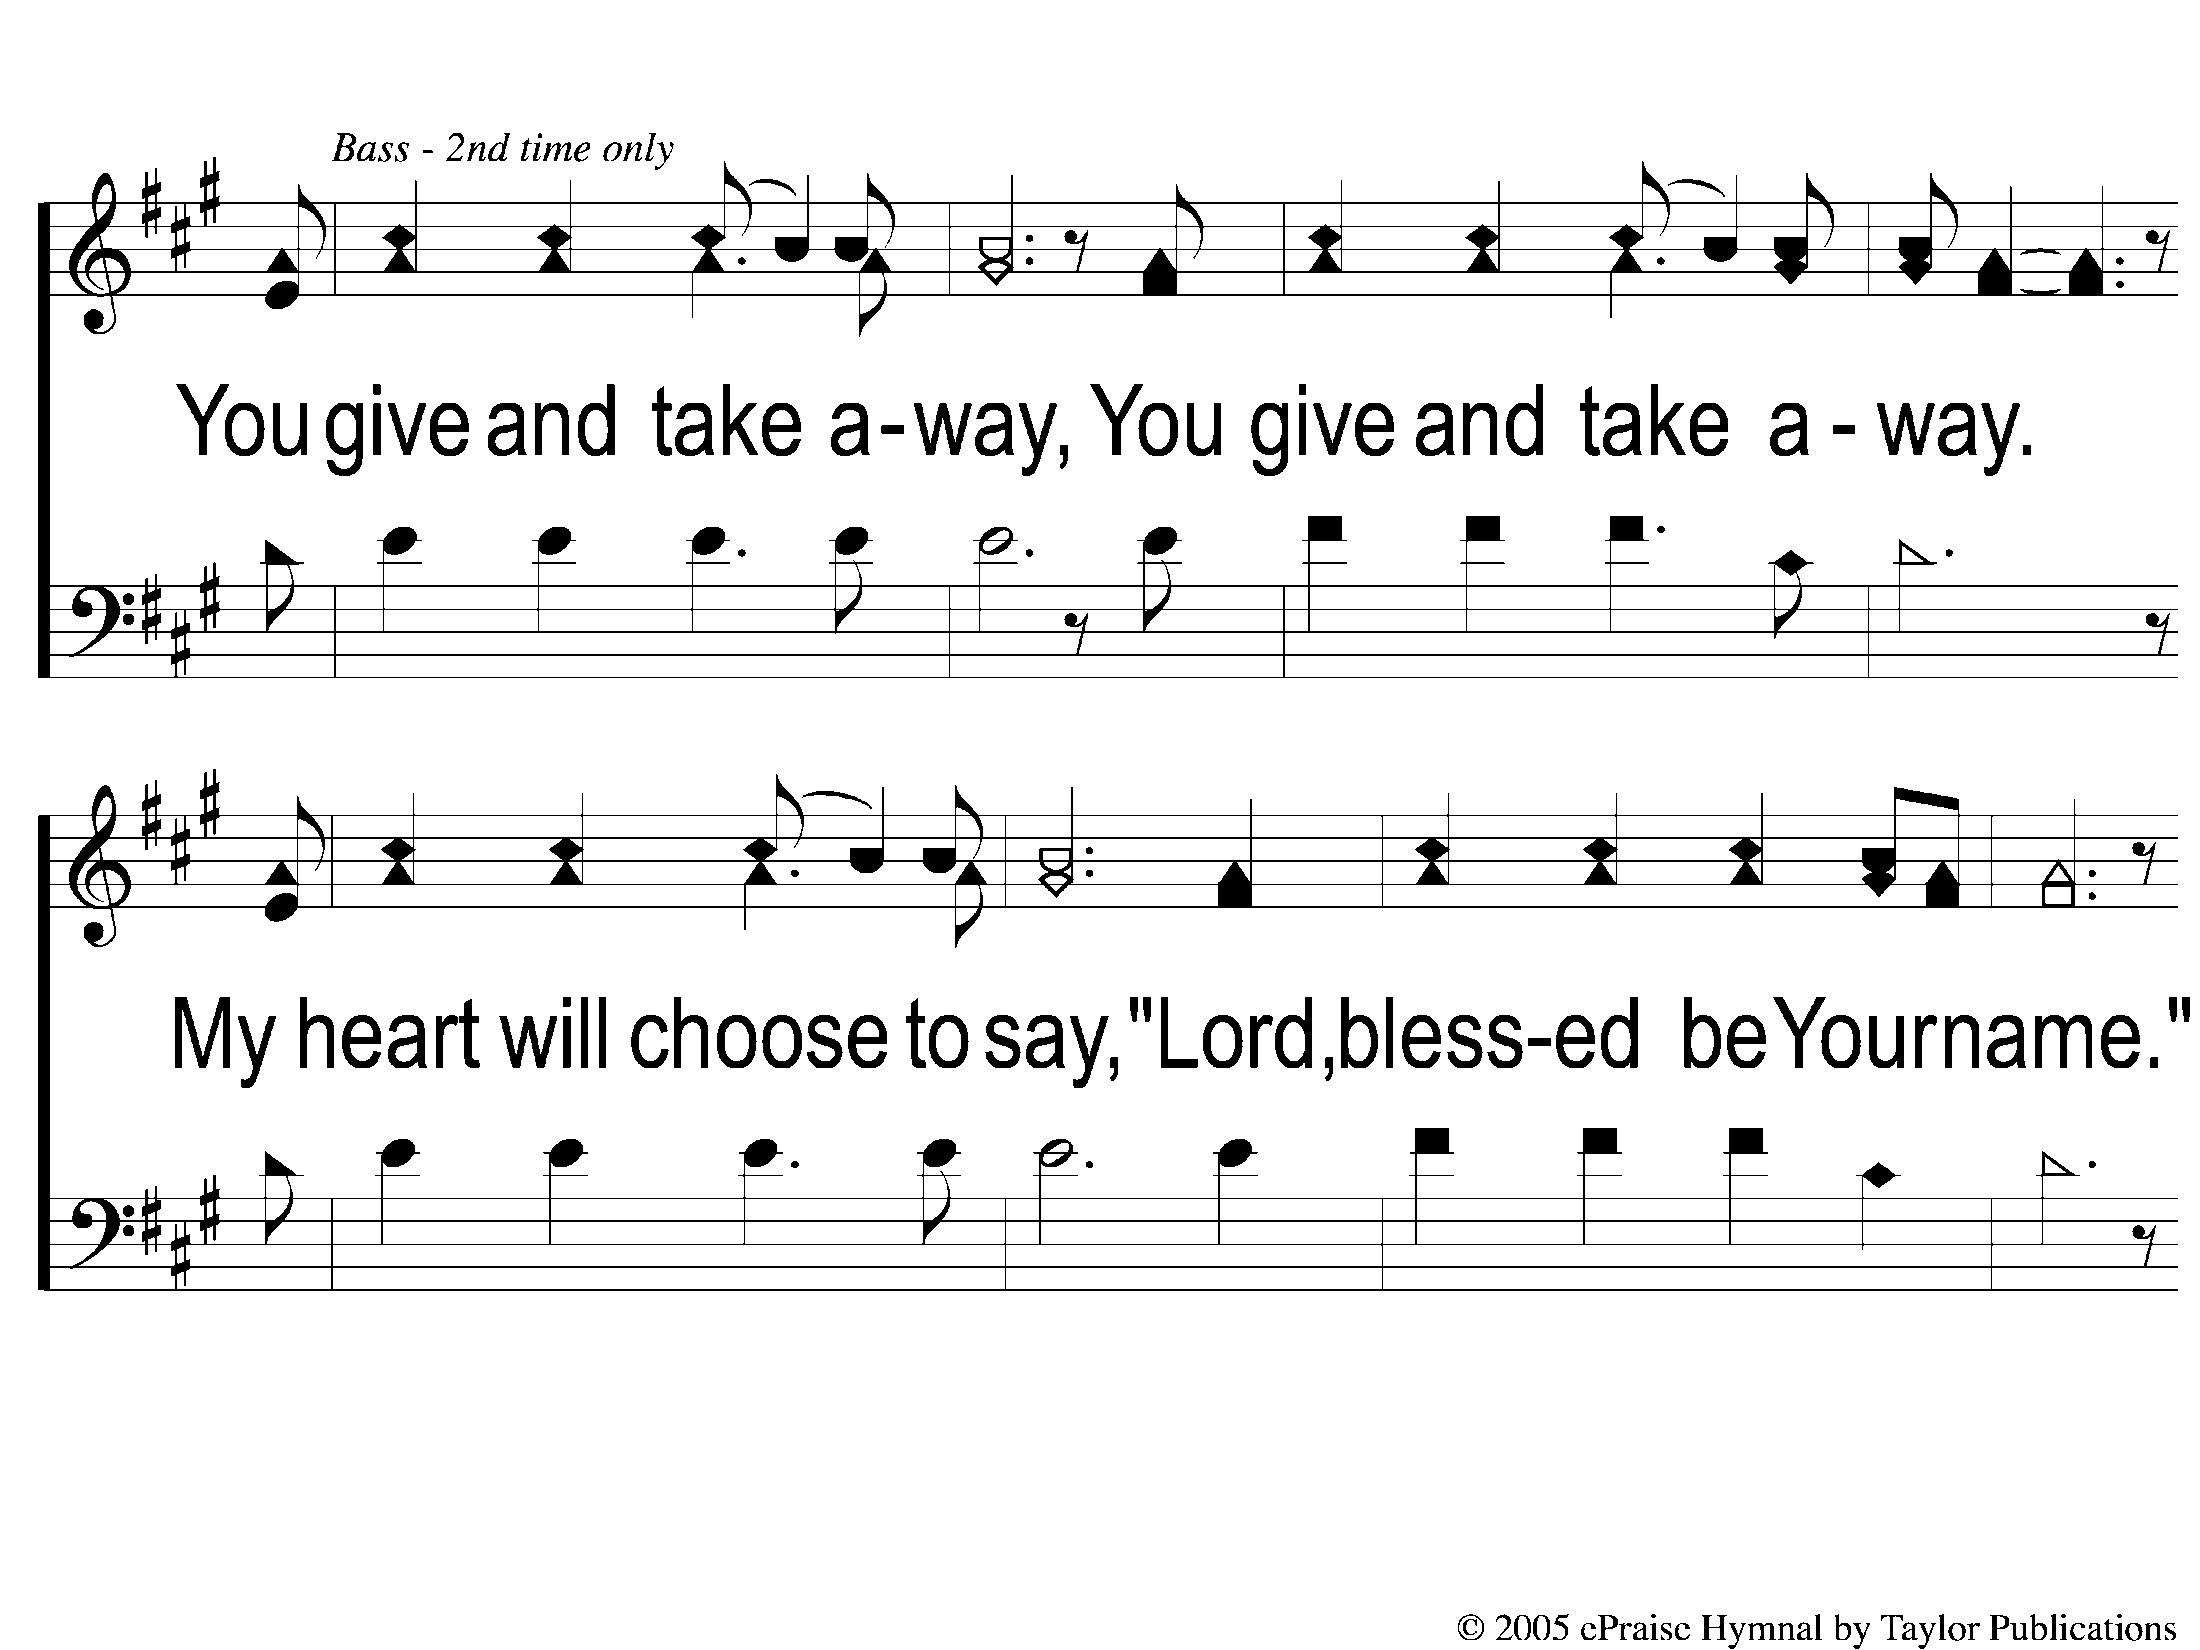 Bass - 2nd time only
You give and take a-way, You give and take a - way.
My heart will choose to say, "Lord, bless-ed be Your name."
© 2005 ePraise Hymnal by Taylor Publications